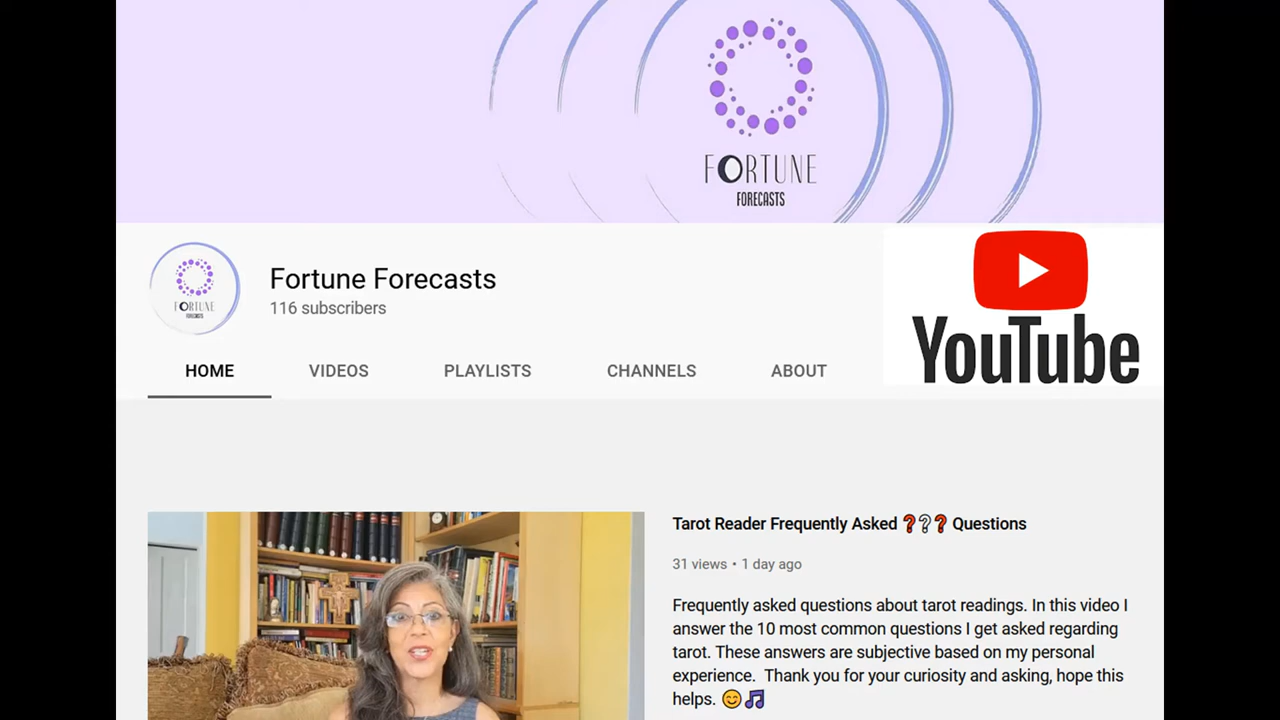 FORTUNE
FORECASTS
FORTUNE
FORECASTS
Fortune Forecasts
116 subscribers
YouTube
HOME VIDEOS PLAYLISTS CHANNELS ABOUT
Tarot Reader Frequently Asked ❓❔❓ Questions
31 views • 1 day ago
Frequently asked questions about tarot readings. In this video I
answer the 10 most common questions I get asked regarding
tarot. These answers are subjective based on my personal
experience. Thank you for your curiosity and asking, hope this
helps. 😊🎵